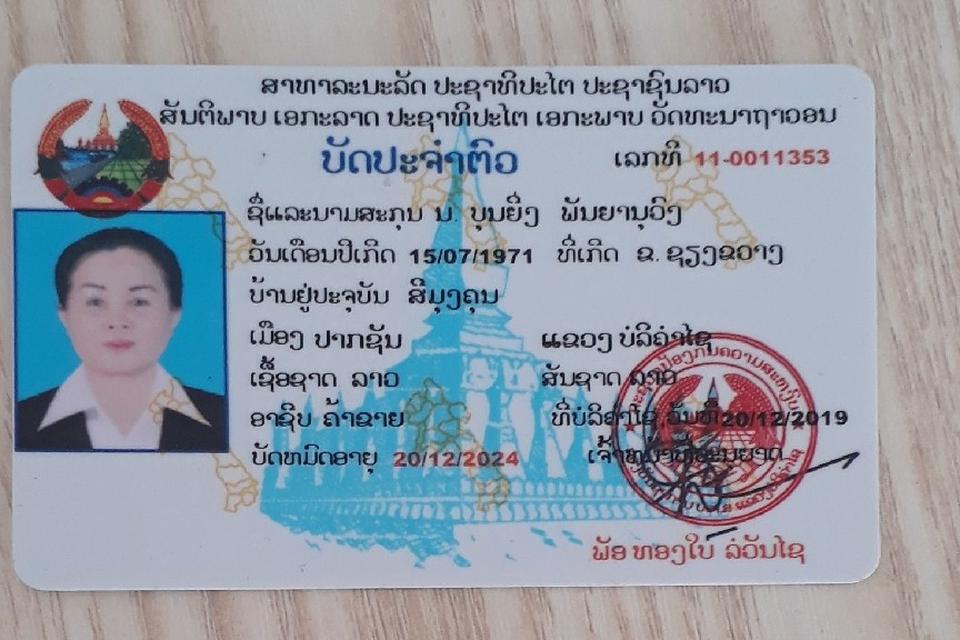 ສາທາລະນະລັດ ປະຊາທິປະໄຕ ປະຊາຊົນລາວ
ສັນຕິພາບ ເອກະລາດ ປະຊາທິປະໄຕ ເອກະພາບ ວັດທະນາຖາວອນ
ບັດປະຈຳຕົວ ເລກທີ 11-0011353
ຊື່ແລະນາມສະກຸນ ນ. ບຸນຍິ່ງ ພັນຍານຸວົງ
ວັນເດືອນປີເກີດ 15/07/1971 ທີ່ເກີດ ຂ. ຊຽງຂວາງ
ບ້ານຢູ່ປະຈຸບັນ ສີມຸງຄຸນ
ເມືອງ ປາກຊັນ ແຂວງ ບໍລິຄຳໄຊ
ເຊື້ອຊາດ ລາວ ສັນຊາດ ລາວ
ອາຊີບ ຄ້າຂາຍ ທີ່ບໍລິຄຳໄຊ, ວັນທີ 20/12/2019
ບັດຫມົດອາຍຸ 20/12/2024 ເຈົ້າຫນ້າທີ່ອະນຸຍາດ
ພັອ ທອງໃບ ລໍວັນໄຊ